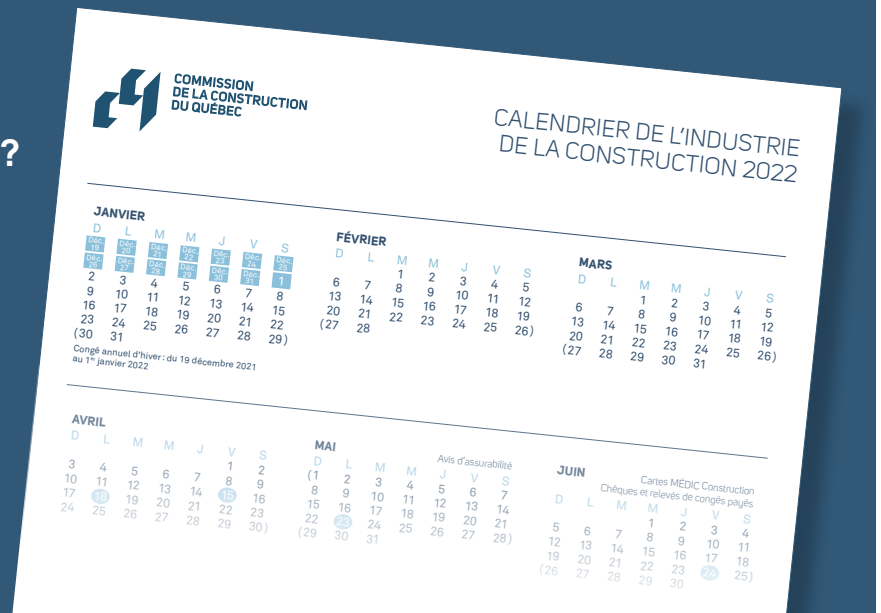 ?
COMMISSION
DE LA CONSTRUCTION
DU QUÉBEC
CALENDRIER DE L'INDUSTRIE
DE LA CONSTRUCTION 2022
JANVIER
D L M M J V S
Déc. 19 Déc. 20 Déc. 21 Déc. 22 Déc. 23 Déc. 24 Déc. 25
Déc. 26 Déc. 27 Déc. 28 Déc. 29 Déc. 30 Déc. 31 1
2 3 4 5 6 7 8
9 10 11 12 13 14 15
16 17 18 19 20 21 22
23 24 25 26 27 28 29)
(30 31
Congé annuel d'hiver : du 19 décembre 2021
au 1er janvier 2022
FÉVRIER
D L M M J V S
1 2 3 4 5
6 7 8 9 10 11 12
13 14 15 16 17 18 19
20 21 22 23 24 25 26)
(27 28
MARS
D L M M J V S
1 2 3 4 5
6 7 8 9 10 11 12
13 14 15 16 17 18 19
20 21 22 23 24 25 26)
(27 28 29 30 31
AVRIL
D L M M J V S
1 2
3 4 5 6 7 8 9
10 11 12 13 14 15 16
17 18 19 20 21 22 23
24 25 26 27 28 29 30)
MAI
Avis d'assurabilité
D L M M J V S
(1 2 3 4 5 6 7
8 9 10 11 12 13 14
15 16 17 18 19 20 21
22 23 24 25 26 27 28)
(29 30 31
JUIN
Cartes MÉDIC Construction
Chèques et relevés de congés payés
D L M M J V S
1 2 3 4
5 6 7 8 9 10 11
12 13 14 15 16 17 18
19 20 21 22 23 24 25)
(26 27 28 29 30